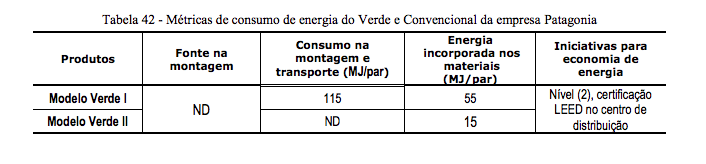 Tabela 42 - Métricas de consumo de energia do Verde e Convencional da empresa Patagonia
Produtos
Fonte na
montagem
Consumo na
montagem e
transporte (MJ/par)
Energia
incorporada nos
materiais
(MJ/par)
Iniciativas para
economia de
energia
Modelo Verde I
ND
115
55
Nível (2), certificação
LEED no centro de
distribuição
Modelo Verde II
ND
15